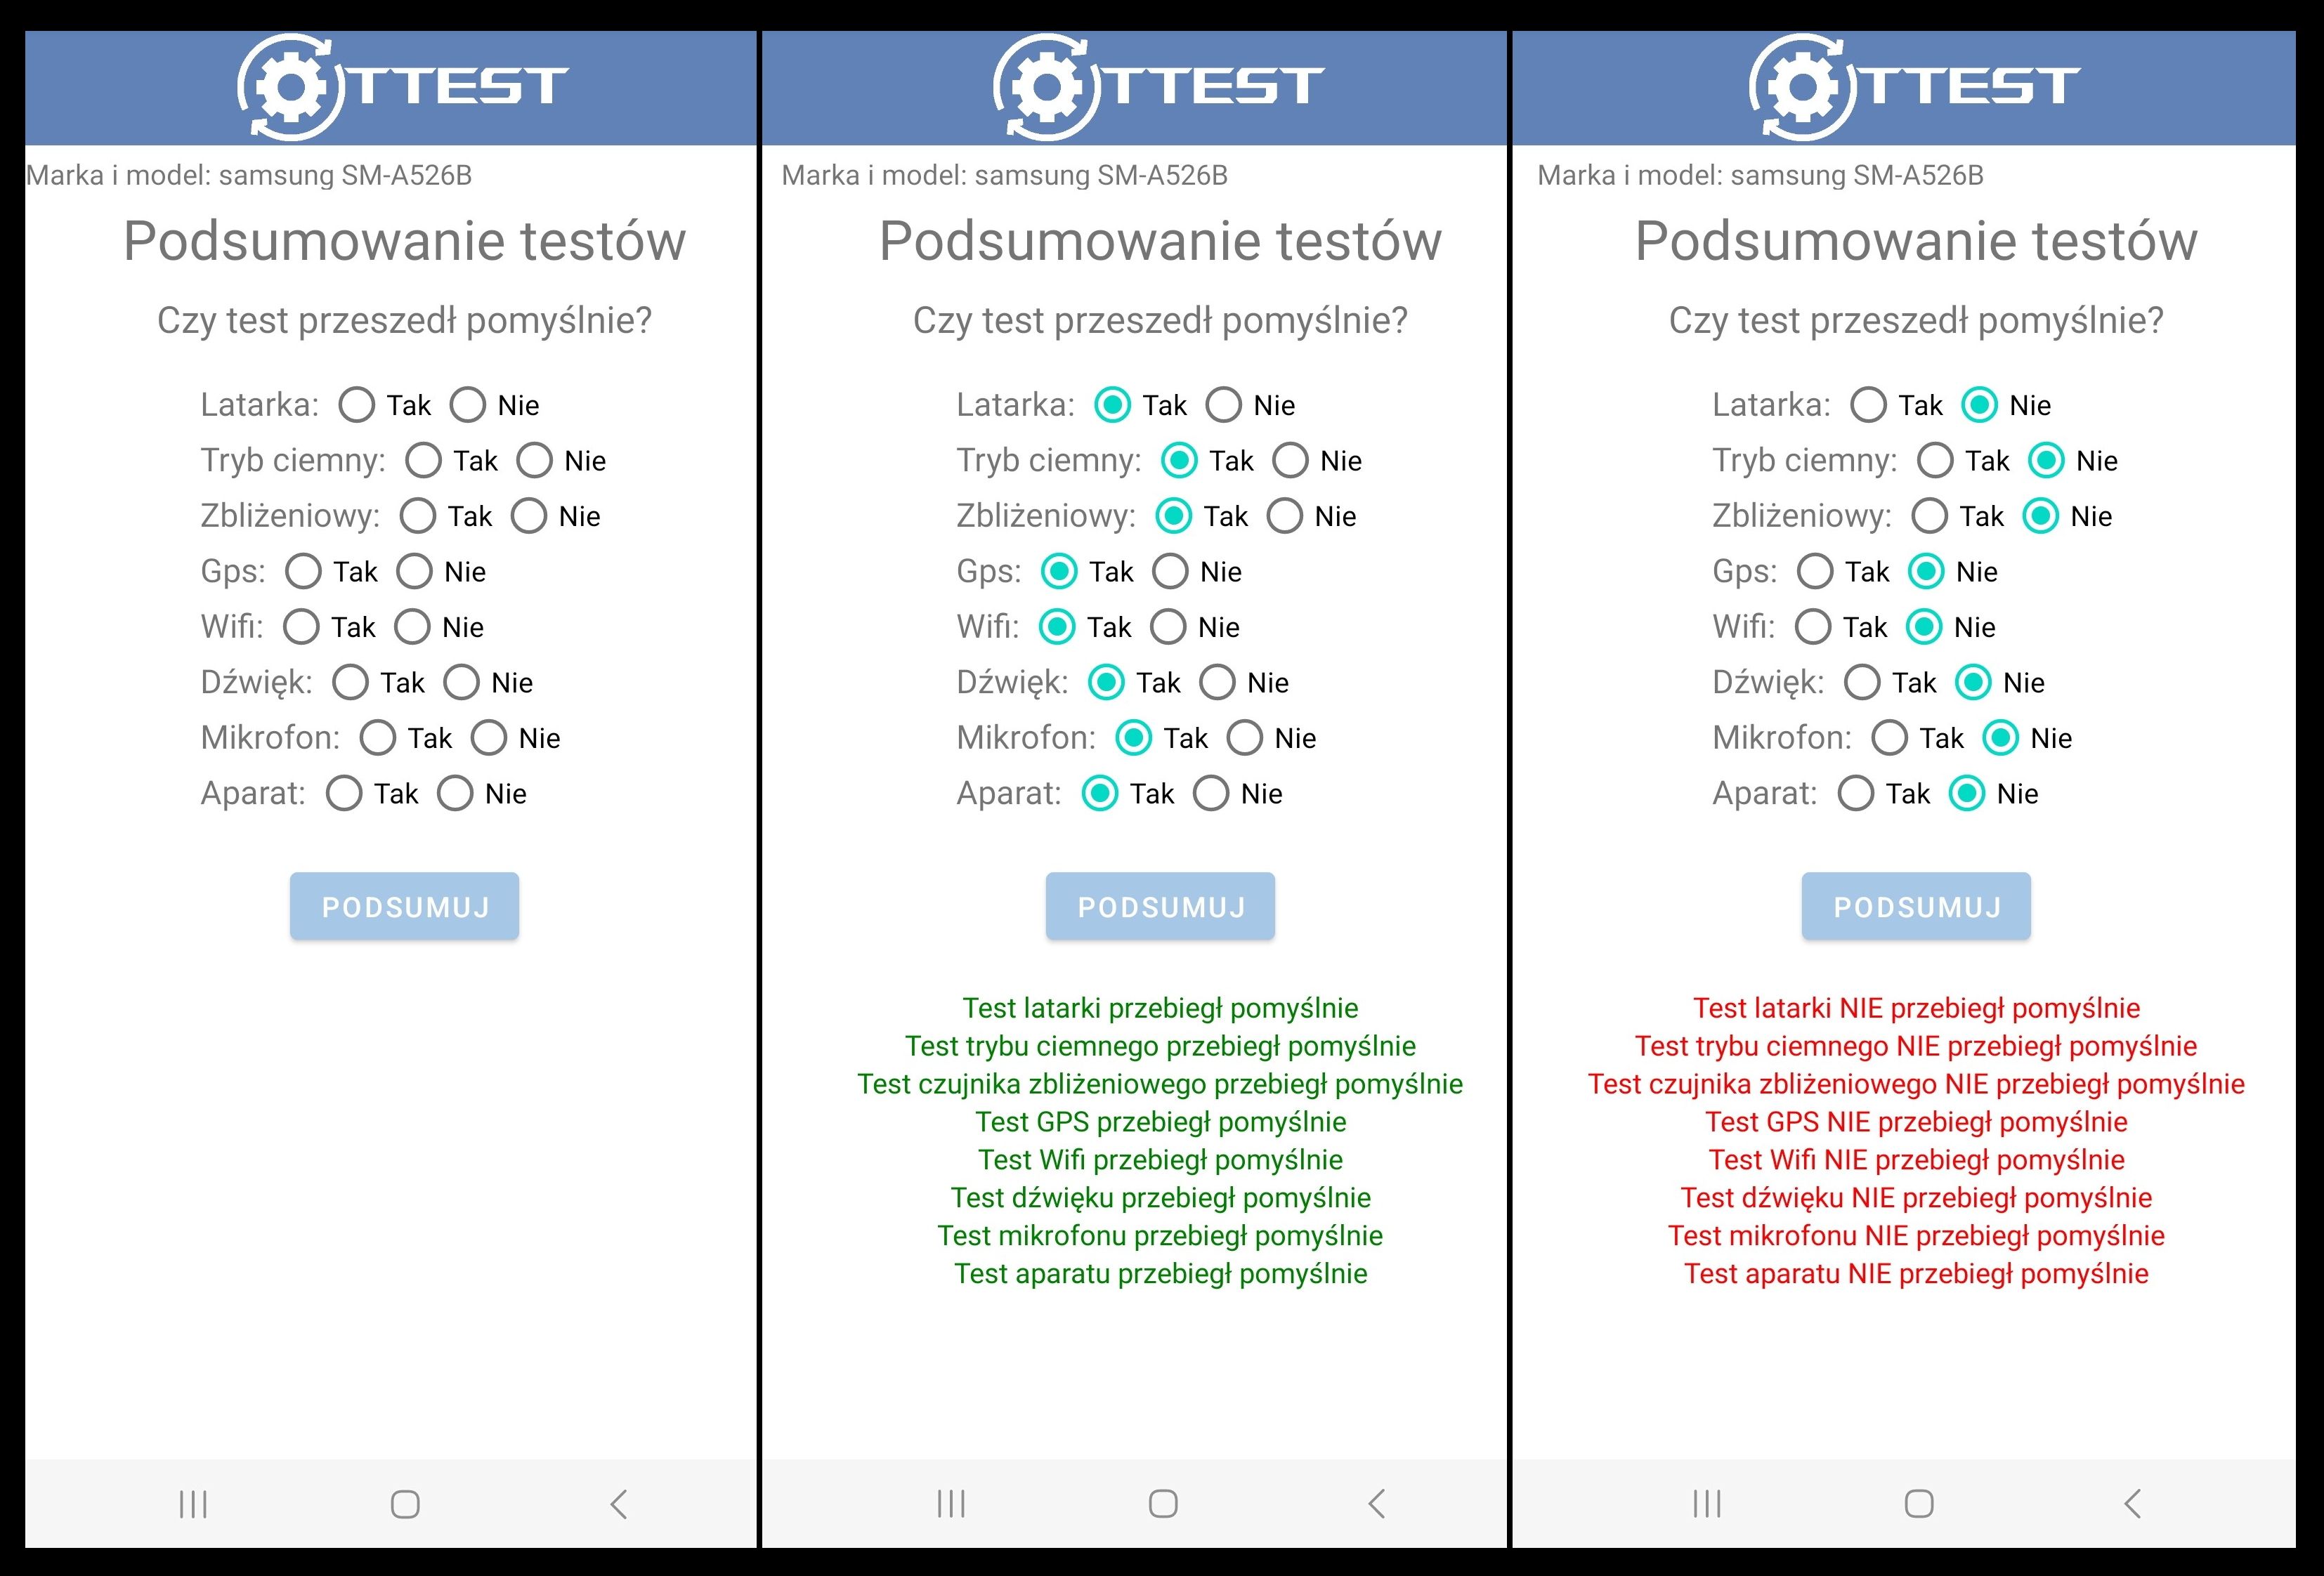 TTEST
Marka i model: samsung SM-A526B
Podsumowanie testów
Czy test przeszedł pomyślnie?
Latarka: Tak Nie
Tryb ciemny: Tak Nie
Zbliżeniowy: Tak Nie
Gps: Tak Nie
Wifi: Tak Nie
Dźwięk: Tak Nie
Mikrofon: Tak Nie
Aparat: Tak Nie
PODSUMUJ
TTEST
Marka i model: samsung SM-A526B
Podsumowanie testów
Czy test przeszedł pomyślnie?
Latarka: Tak Nie
Tryb ciemny: Tak Nie
Zbliżeniowy: Tak Nie
Gps: Tak Nie
Wifi: Tak Nie
Dźwięk: Tak Nie
Mikrofon: Tak Nie
Aparat: Tak Nie
PODSUMUJ
Test latarki przebiegł pomyślnie
Test trybu ciemnego przebiegł pomyślnie
Test czujnika zbliżeniowego przebiegł pomyślnie
Test GPS przebiegł pomyślnie
Test Wifi przebiegł pomyślnie
Test dźwięku przebiegł pomyślnie
Test mikrofonu przebiegł pomyślnie
Test aparatu przebiegł pomyślnie
TTEST
Marka i model: samsung SM-A526B
Podsumowanie testów
Czy test przeszedł pomyślnie?
Latarka: Tak Nie
Tryb ciemny: Tak Nie
Zbliżeniowy: Tak Nie
Gps: Tak Nie
Wifi: Tak Nie
Dźwięk: Tak Nie
Mikrofon: Tak Nie
Aparat: Tak Nie
PODSUMUJ
Test latarki NIE przebiegł pomyślnie
Test trybu ciemnego NIE przebiegł pomyślnie
Test czujnika zbliżeniowego NIE przebiegł pomyślnie
Test GPS NIE przebiegł pomyślnie
Test Wifi NIE przebiegł pomyślnie
Test dźwięku NIE przebiegł pomyślnie
Test mikrofonu NIE przebiegł pomyślnie
Test aparatu NIE przebiegł pomyślnie